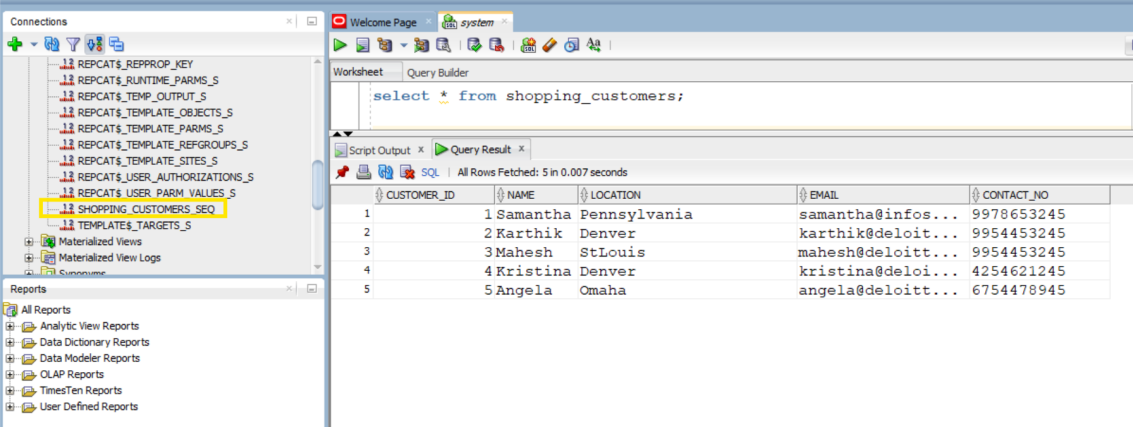 Connections
REPCAT$_REPPROP_KEY
REPCAT$_RUNTIME_PARMS_S
REPCAT$_TEMP_OUTPUT_S
REPCAT$_TEMPLATE_OBJECTS_S
REPCAT$_TEMPLATE_PARMS_S
REPCAT$_TEMPLATE_REFGROUPS_S
REPCAT$_TEMPLATE_SITES_S
REPCAT$_USER_AUTHORIZATIONS_S
REPCAT$_USER_PARM_VALUES_S
SHOPPING_CUSTOMERS_SEQ
TEMPLATE$_TARGETS_S
Materialized Views
Materialized View Logs
Synonyms
Reports
All Reports
Analytic View Reports
Data Dictionary Reports
Data Modeler Reports
OLAP Reports
TimesTen Reports
User Defined Reports
Welcome Page system
Worksheet Query Builder
select * from shopping_customers;
Script Output x Query Result x
SQL | All Rows Fetched: 5 in 0.007 seconds
CUSTOMER_ID NAME LOCATION EMAIL CONTACT_NO
1 1 Samantha Pennsylvania samantha@infos... 9978653245
2 2 Karthik Denver karthik@deloit... 9954453245
3 3 Mahesh StLouis mahesh@deloitt... 9954453245
4 4 Kristina Denver kristina@deloi... 4254621245
5 5 Angela Omaha angela@deloitt... 6754478945